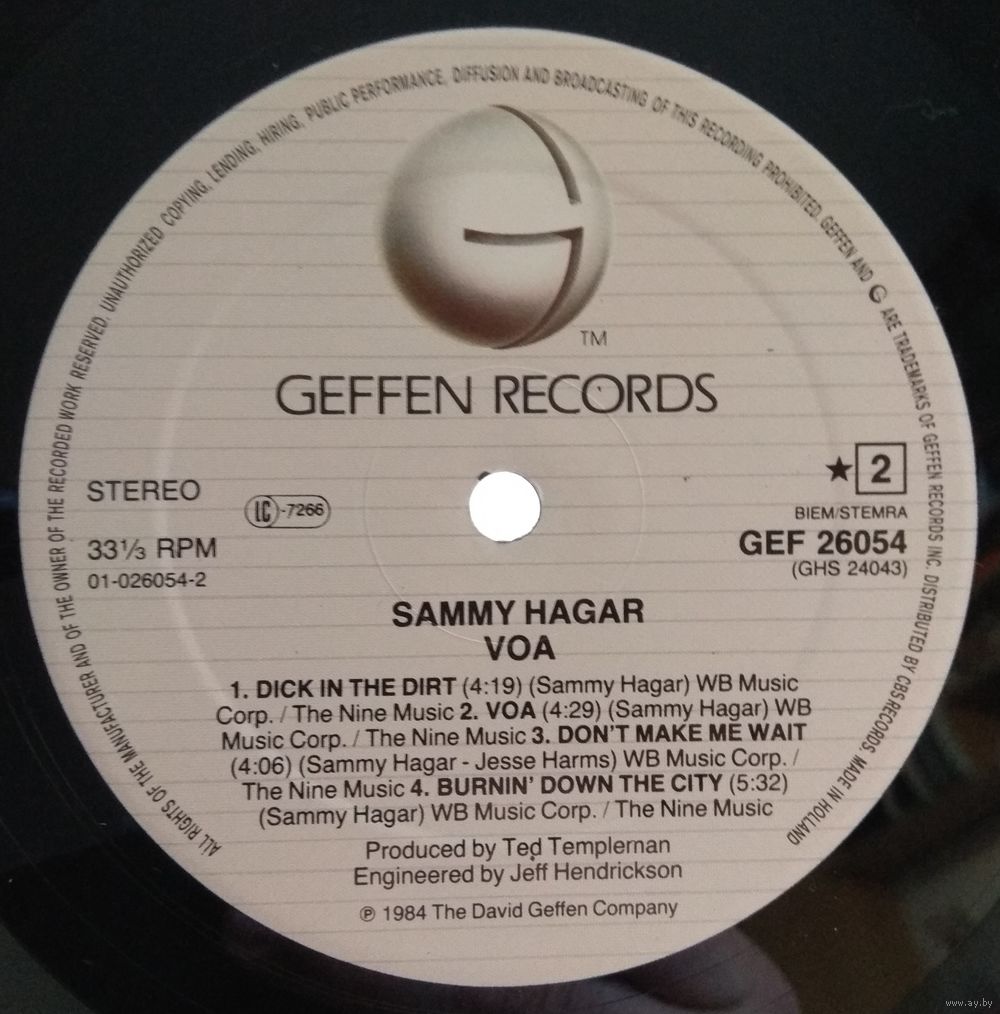 ALL RIGHTS OF THE MANUFACTURER AND OF THE OWNER OF THE RECORDED WORK RESERVED. UNAUTHORIZED COPYING, LENDING, HIRING, PUBLIC PERFORMANCE, DIFFUSION AND BROADCASTING OF THIS RECORDING PROHIBITED. GEFFEN AND G ARE TRADEMARKS OF GEFFEN RECORDS INC. DISTRIBUTED BY CBS RECORDS. MADE IN HOLLAND
TM
GEFFEN RECORDS
STEREO
LC-7266
33⅓ RPM
01-026054-2
★2
BIEM/STEMRA
GEF 26054
(GHS 24043)
SAMMY HAGAR
VOA
1. DICK IN THE DIRT (4:19) (Sammy Hagar) WB Music
Corp. / The Nine Music 2. VOA (4:29) (Sammy Hagar) WB
Music Corp. / The Nine Music 3. DON'T MAKE ME WAIT
(4:06) (Sammy Hagar - Jesse Harms) WB Music Corp. /
The Nine Music 4. BURNIN' DOWN THE CITY (5:32)
(Sammy Hagar) WB Music Corp. / The Nine Music
Produced by Ted Templeman
Engineered by Jeff Hendrickson
℗ 1984 The David Geffen Company
www.ay.by